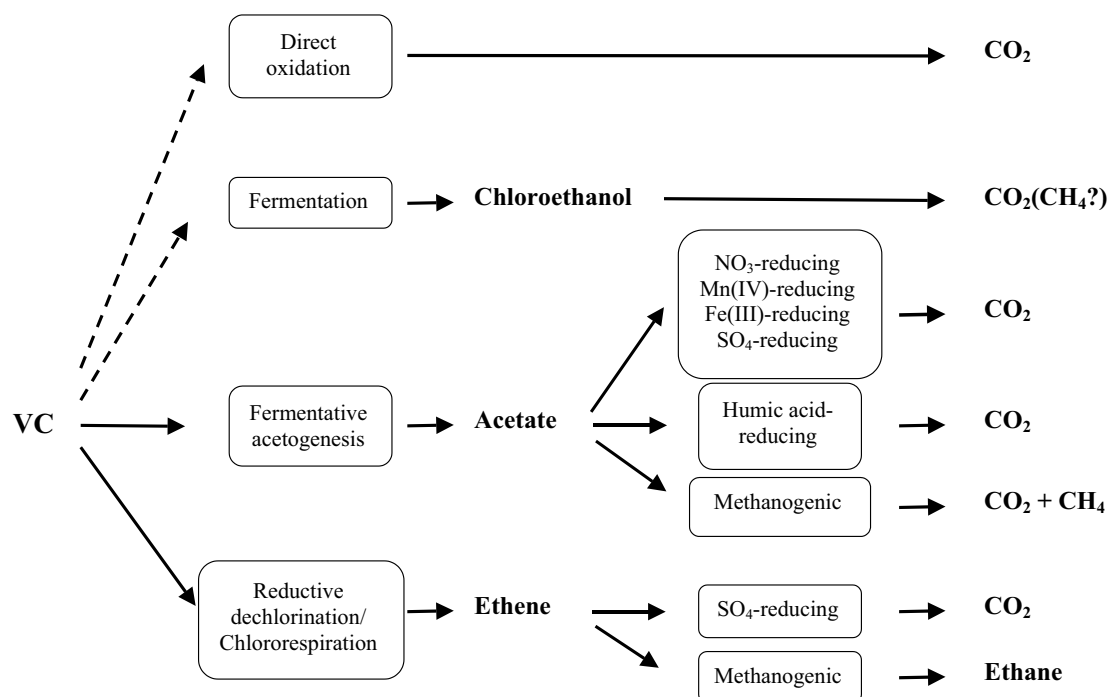 Direct
oxidation
CO₂
Fermentation
Chloroethanol
CO₂(CH₄?)
NO₃-reducing
Mn(IV)-reducing
Fe(III)-reducing
SO₄-reducing
CO₂
VC
Fermentative
acetogenesis
Acetate
Humic acid-
reducing
CO₂
Methanogenic
CO₂ + CH₄
Reductive
dechlorination/
Chlororespiration
Ethene
SO₄-reducing
CO₂
Methanogenic
Ethane